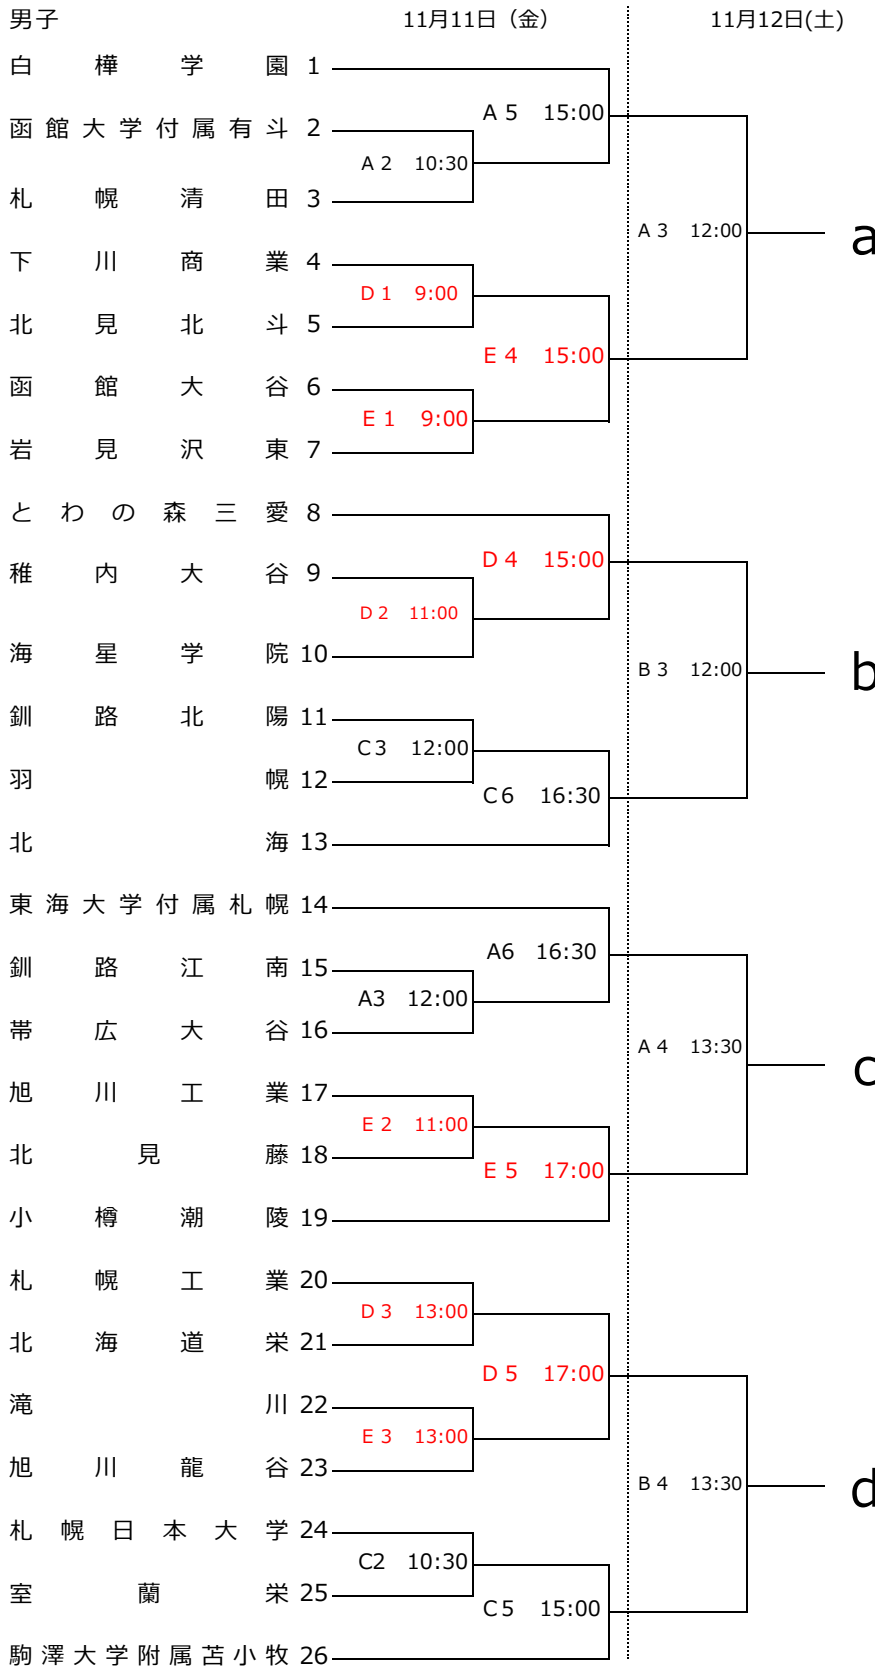 男子 11月11日（金） 11月12日(土)
白樺学園 1
A 5 15:00
函館大学付属有斗 2
A 2 10:30
札幌清田 3
A 3 12:00
a
下川商業 4
D 1 9:00
北見北斗 5
E 4 15:00
函館大谷 6
E 1 9:00
岩見沢東 7
とわの森三愛 8
D 4 15:00
稚内大谷 9
D 2 11:00
海星学院 10
B 3 12:00
b
釧路北陽 11
C3 12:00
羽幌 12
C6 16:30
北海 13
東海大学付属札幌 14
A6 16:30
釧路江南 15
A3 12:00
帯広大谷 16
A 4 13:30
c
旭川工業 17
E 2 11:00
北見藤 18
E 5 17:00
小樽潮陵 19
札幌工業 20
D 3 13:00
北海道栄 21
D 5 17:00
滝川 22
E 3 13:00
旭川龍谷 23
B 4 13:30
d
札幌日本大学 24
C2 10:30
室蘭栄 25
C5 15:00
駒澤大学附属苫小牧 26